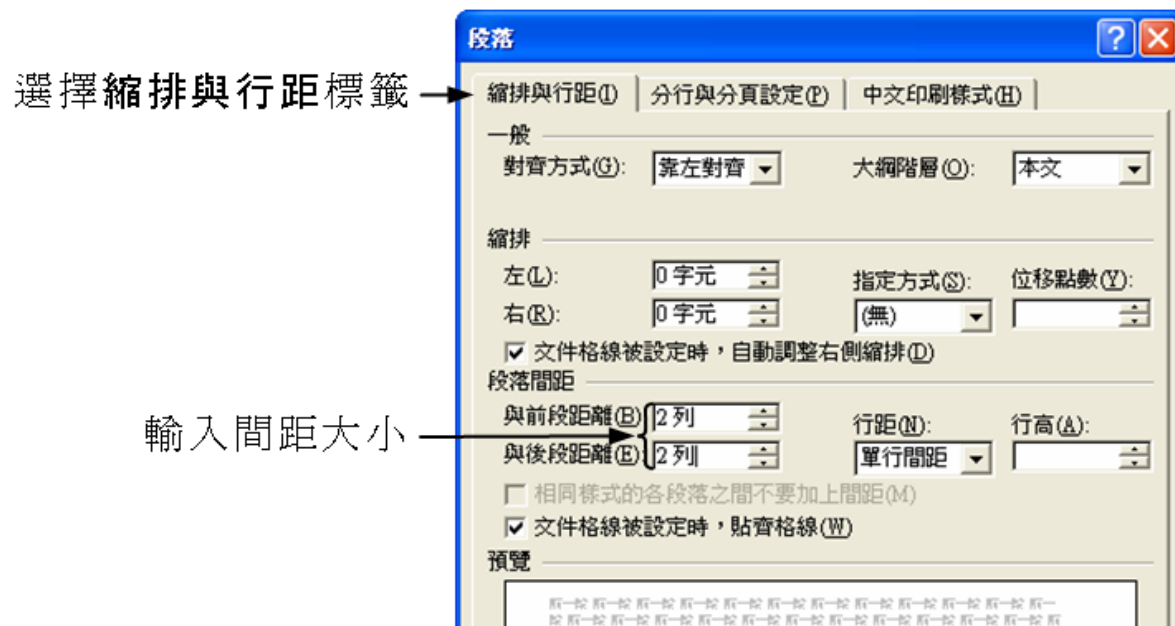 段落
選擇縮排與行距標籤
縮排與行距(I) 分行與分頁設定(P) 中文印刷樣式(H)
一般
對齊方式(G): 靠左對齊 大綱階層(O): 本文
縮排
左(L): 0 字元 指定方式(S): 位移點數(Y):
右(R): 0 字元 (無)
文件格線被設定時，自動調整右側縮排(D)
段落間距
輸入間距大小
與前段距離(B) 2 列 行距(N): 行高(A):
與後段距離(E): 2 列 單行間距
相同樣式的各段落之間不要加上間距(M)
文件格線被設定時，貼齊格線(W)
預覽